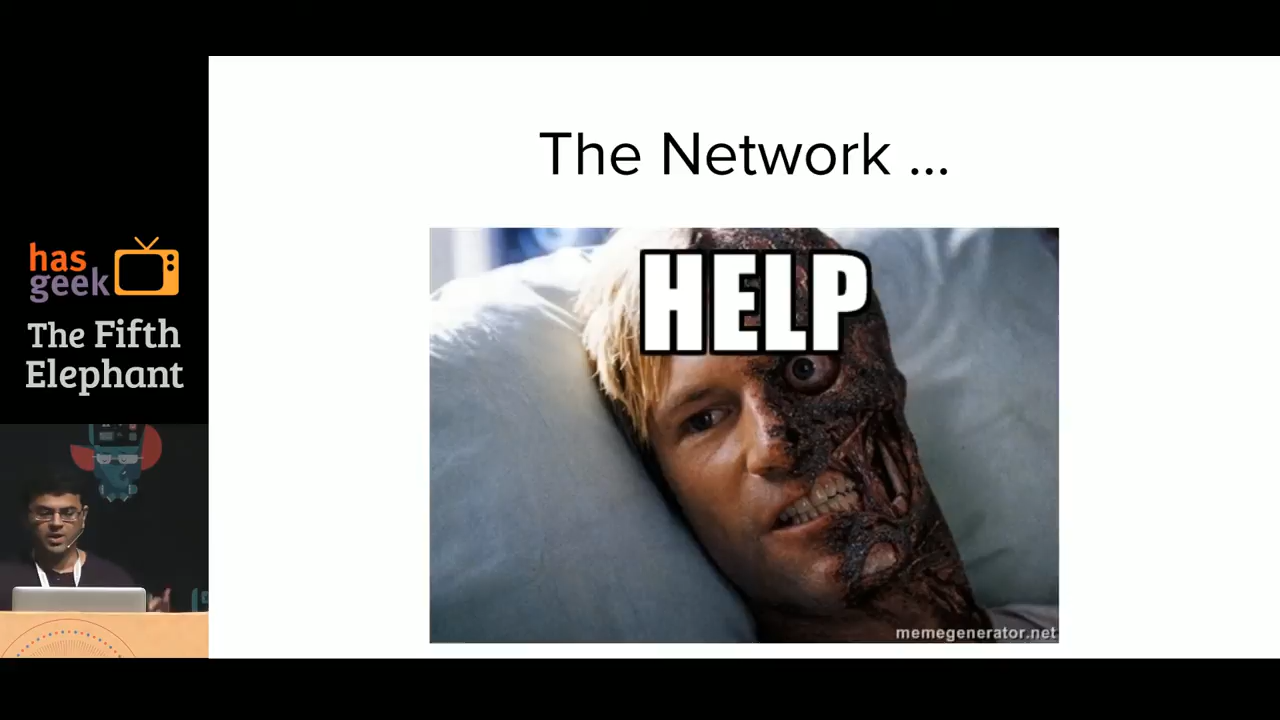 The Network ...
has
geek
The Fifth
Elephant
HELP
memegenerator.net